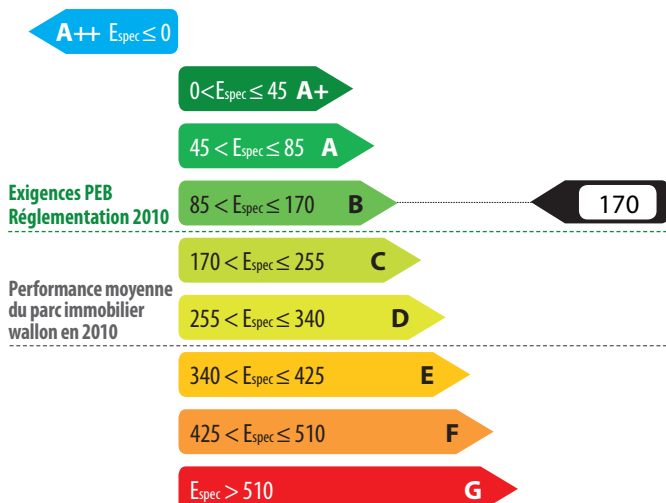 A++ Espec ≤ 0
0<Espec ≤ 45 A+
45 < Espec ≤ 85 A
Exigences PEB
Réglementation 2010
85 < Espec ≤ 170 B
170
170 < Espec ≤ 255 C
Performance moyenne
du parc immobilier
wallon en 2010
255 < Espec ≤ 340 D
340 < Espec ≤ 425 E
425 < Espec ≤ 510 F
Espec > 510 G